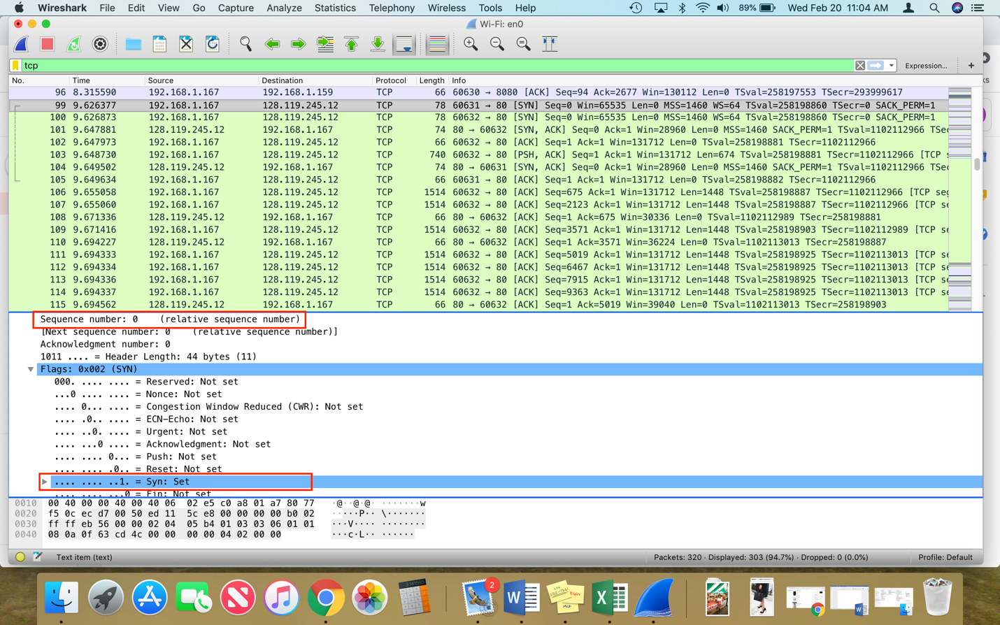 Wireshark File Edit View Go Capture Analyze Statistics Telephony Wireless Tools Help 89% Wed Feb 20 11:04 AM
Wi-Fi: en0
tcp Expression... +
No. Time Source Destination Protocol Length Info
96 8.315590 192.168.1.167 192.168.1.159 TCP 66 60630 → 8080 [ACK] Seq=94 Ack=2677 Win=130112 Len=0 TSval=258197553 TSecr=293999617
99 9.626377 192.168.1.167 128.119.245.12 TCP 78 60631 → 80 [SYN] Seq=0 Win=65535 Len=0 MSS=1460 WS=64 TSval=258198860 TSecr=0 SACK_PERM=1
100 9.626873 192.168.1.167 128.119.245.12 TCP 78 60632 → 80 [SYN] Seq=0 Win=65535 Len=0 MSS=1460 WS=64 TSval=258198860 TSecr=0 SACK_PERM=1
101 9.647881 128.119.245.12 192.168.1.167 TCP 74 80 → 60632 [SYN, ACK] Seq=0 Ack=1 Win=28960 Len=0 MSS=1460 SACK_PERM=1 TSval=1102112966 TSec
102 9.647973 192.168.1.167 128.119.245.12 TCP 66 60632 → 80 [ACK] Seq=1 Ack=1 Win=131712 Len=0 TSval=258198881 TSecr=1102112966
103 9.648730 192.168.1.167 128.119.245.12 TCP 740 60632 → 80 [PSH, ACK] Seq=1 Ack=1 Win=131712 Len=674 TSval=258198881 TSecr=1102112966 [TCP s
104 9.649502 128.119.245.12 192.168.1.167 TCP 74 80 → 60631 [SYN, ACK] Seq=0 Ack=1 Win=28960 Len=0 MSS=1460 SACK_PERM=1 TSval=1102112966 TSec
105 9.649634 192.168.1.167 128.119.245.12 TCP 66 60631 → 80 [ACK] Seq=1 Ack=1 Win=131712 Len=0 TSval=258198882 TSecr=1102112966
106 9.655058 192.168.1.167 128.119.245.12 TCP 1514 60632 → 80 [ACK] Seq=675 Ack=1 Win=131712 Len=1448 TSval=258198887 TSecr=1102112966 [TCP seg
107 9.655060 192.168.1.167 128.119.245.12 TCP 1514 60632 → 80 [ACK] Seq=2123 Ack=1 Win=131712 Len=1448 TSval=258198887 TSecr=1102112966 [TCP se
108 9.671336 128.119.245.12 192.168.1.167 TCP 66 80 → 60632 [ACK] Seq=1 Ack=675 Win=30336 Len=0 TSval=1102112989 TSecr=258198881
109 9.671416 192.168.1.167 128.119.245.12 TCP 1514 60632 → 80 [ACK] Seq=3571 Ack=1 Win=131712 Len=1448 TSval=258198903 TSecr=1102112989 [TCP se
110 9.694227 128.119.245.12 192.168.1.167 TCP 66 80 → 60632 [ACK] Seq=1 Ack=3571 Win=36224 Len=0 TSval=1102113013 TSecr=258198887
111 9.694333 192.168.1.167 128.119.245.12 TCP 1514 60632 → 80 [ACK] Seq=5019 Ack=1 Win=131712 Len=1448 TSval=258198925 TSecr=1102113013 [TCP se
112 9.694334 192.168.1.167 128.119.245.12 TCP 1514 60632 → 80 [ACK] Seq=6467 Ack=1 Win=131712 Len=1448 TSval=258198925 TSecr=1102113013 [TCP se
113 9.694336 192.168.1.167 128.119.245.12 TCP 1514 60632 → 80 [ACK] Seq=7915 Ack=1 Win=131712 Len=1448 TSval=258198925 TSecr=1102113013 [TCP se
114 9.694337 192.168.1.167 128.119.245.12 TCP 1514 60632 → 80 [ACK] Seq=9363 Ack=1 Win=131712 Len=1448 TSval=258198925 TSecr=1102113013 [TCP se
115 9.694562 128.119.245.12 192.168.1.167 TCP 66 80 → 60632 [ACK] Seq=1 Ack=5019 Win=39040 Len=0 TSval=1102113013 TSecr=258198903
Sequence number: 0 (relative sequence number)
[Next sequence number: 0 (relative sequence number)]
Acknowledgment number: 0
1011 .... = Header Length: 44 bytes (11)
Flags: 0x002 (SYN)
000. .... .... = Reserved: Not set
...0 .... .... = Nonce: Not set
.... 0... .... = Congestion Window Reduced (CWR): Not set
.... .0.. .... = ECN-Echo: Not set
.... ..0. .... = Urgent: Not set
.... ...0 .... = Acknowledgment: Not set
.... .... 0... = Push: Not set
.... .... .0.. = Reset: Not set
.... .... ..1. = Syn: Set
.... .... ...0 = Fin: Not set
0010 00 40 00 00 40 00 40 06 02 e5 c0 a8 01 a7 80 77 ·@··@·@· ·······w
0020 f5 0c ec d7 00 50 ed 11 5c e8 00 00 00 00 b0 02 ·····P·· \·······
0030 ff ff eb 56 00 00 02 04 05 b4 01 03 03 06 01 01 ···V···· ········
0040 08 0a 0f 63 cd 4c 00 00 00 00 04 02 00 00 ···c·L·· ······
Text item (text) Packets: 320 · Displayed: 303 (94.7%) · Dropped: 0 (0.0%) Profile: Default
2